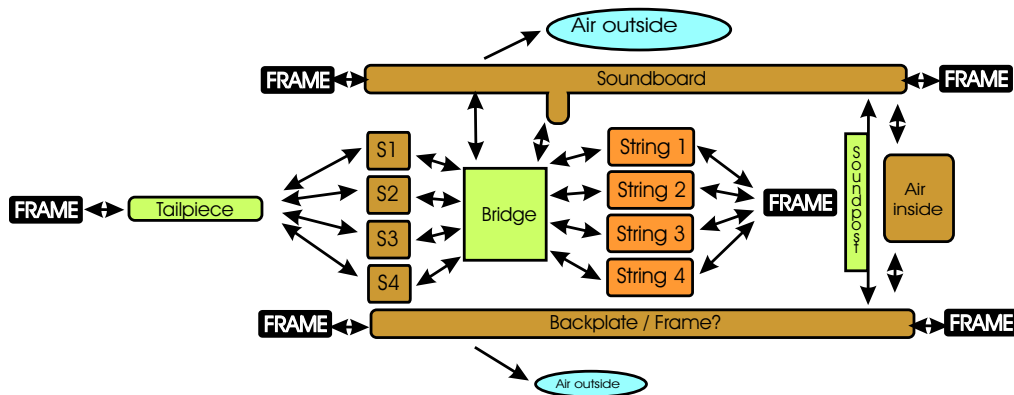 Air outside
FRAME
Soundboard
FRAME
S1
String 1
S2
String 2
Soundpost
Air
inside
FRAME
Tailpiece
Bridge
FRAME
S3
String 3
S4
String 4
FRAME
Backplate / Frame?
FRAME
Air outside